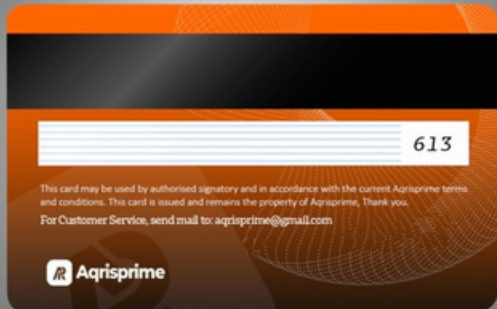 613
This card may be used by authorised signatory and in accordance with the current Aqrisprime terms
and conditions. This card is issued and remains the property of Aqrisprime, Thank you.
For Customer Service, send mail to: aqrisprime@gmail.com
Aqrisprime